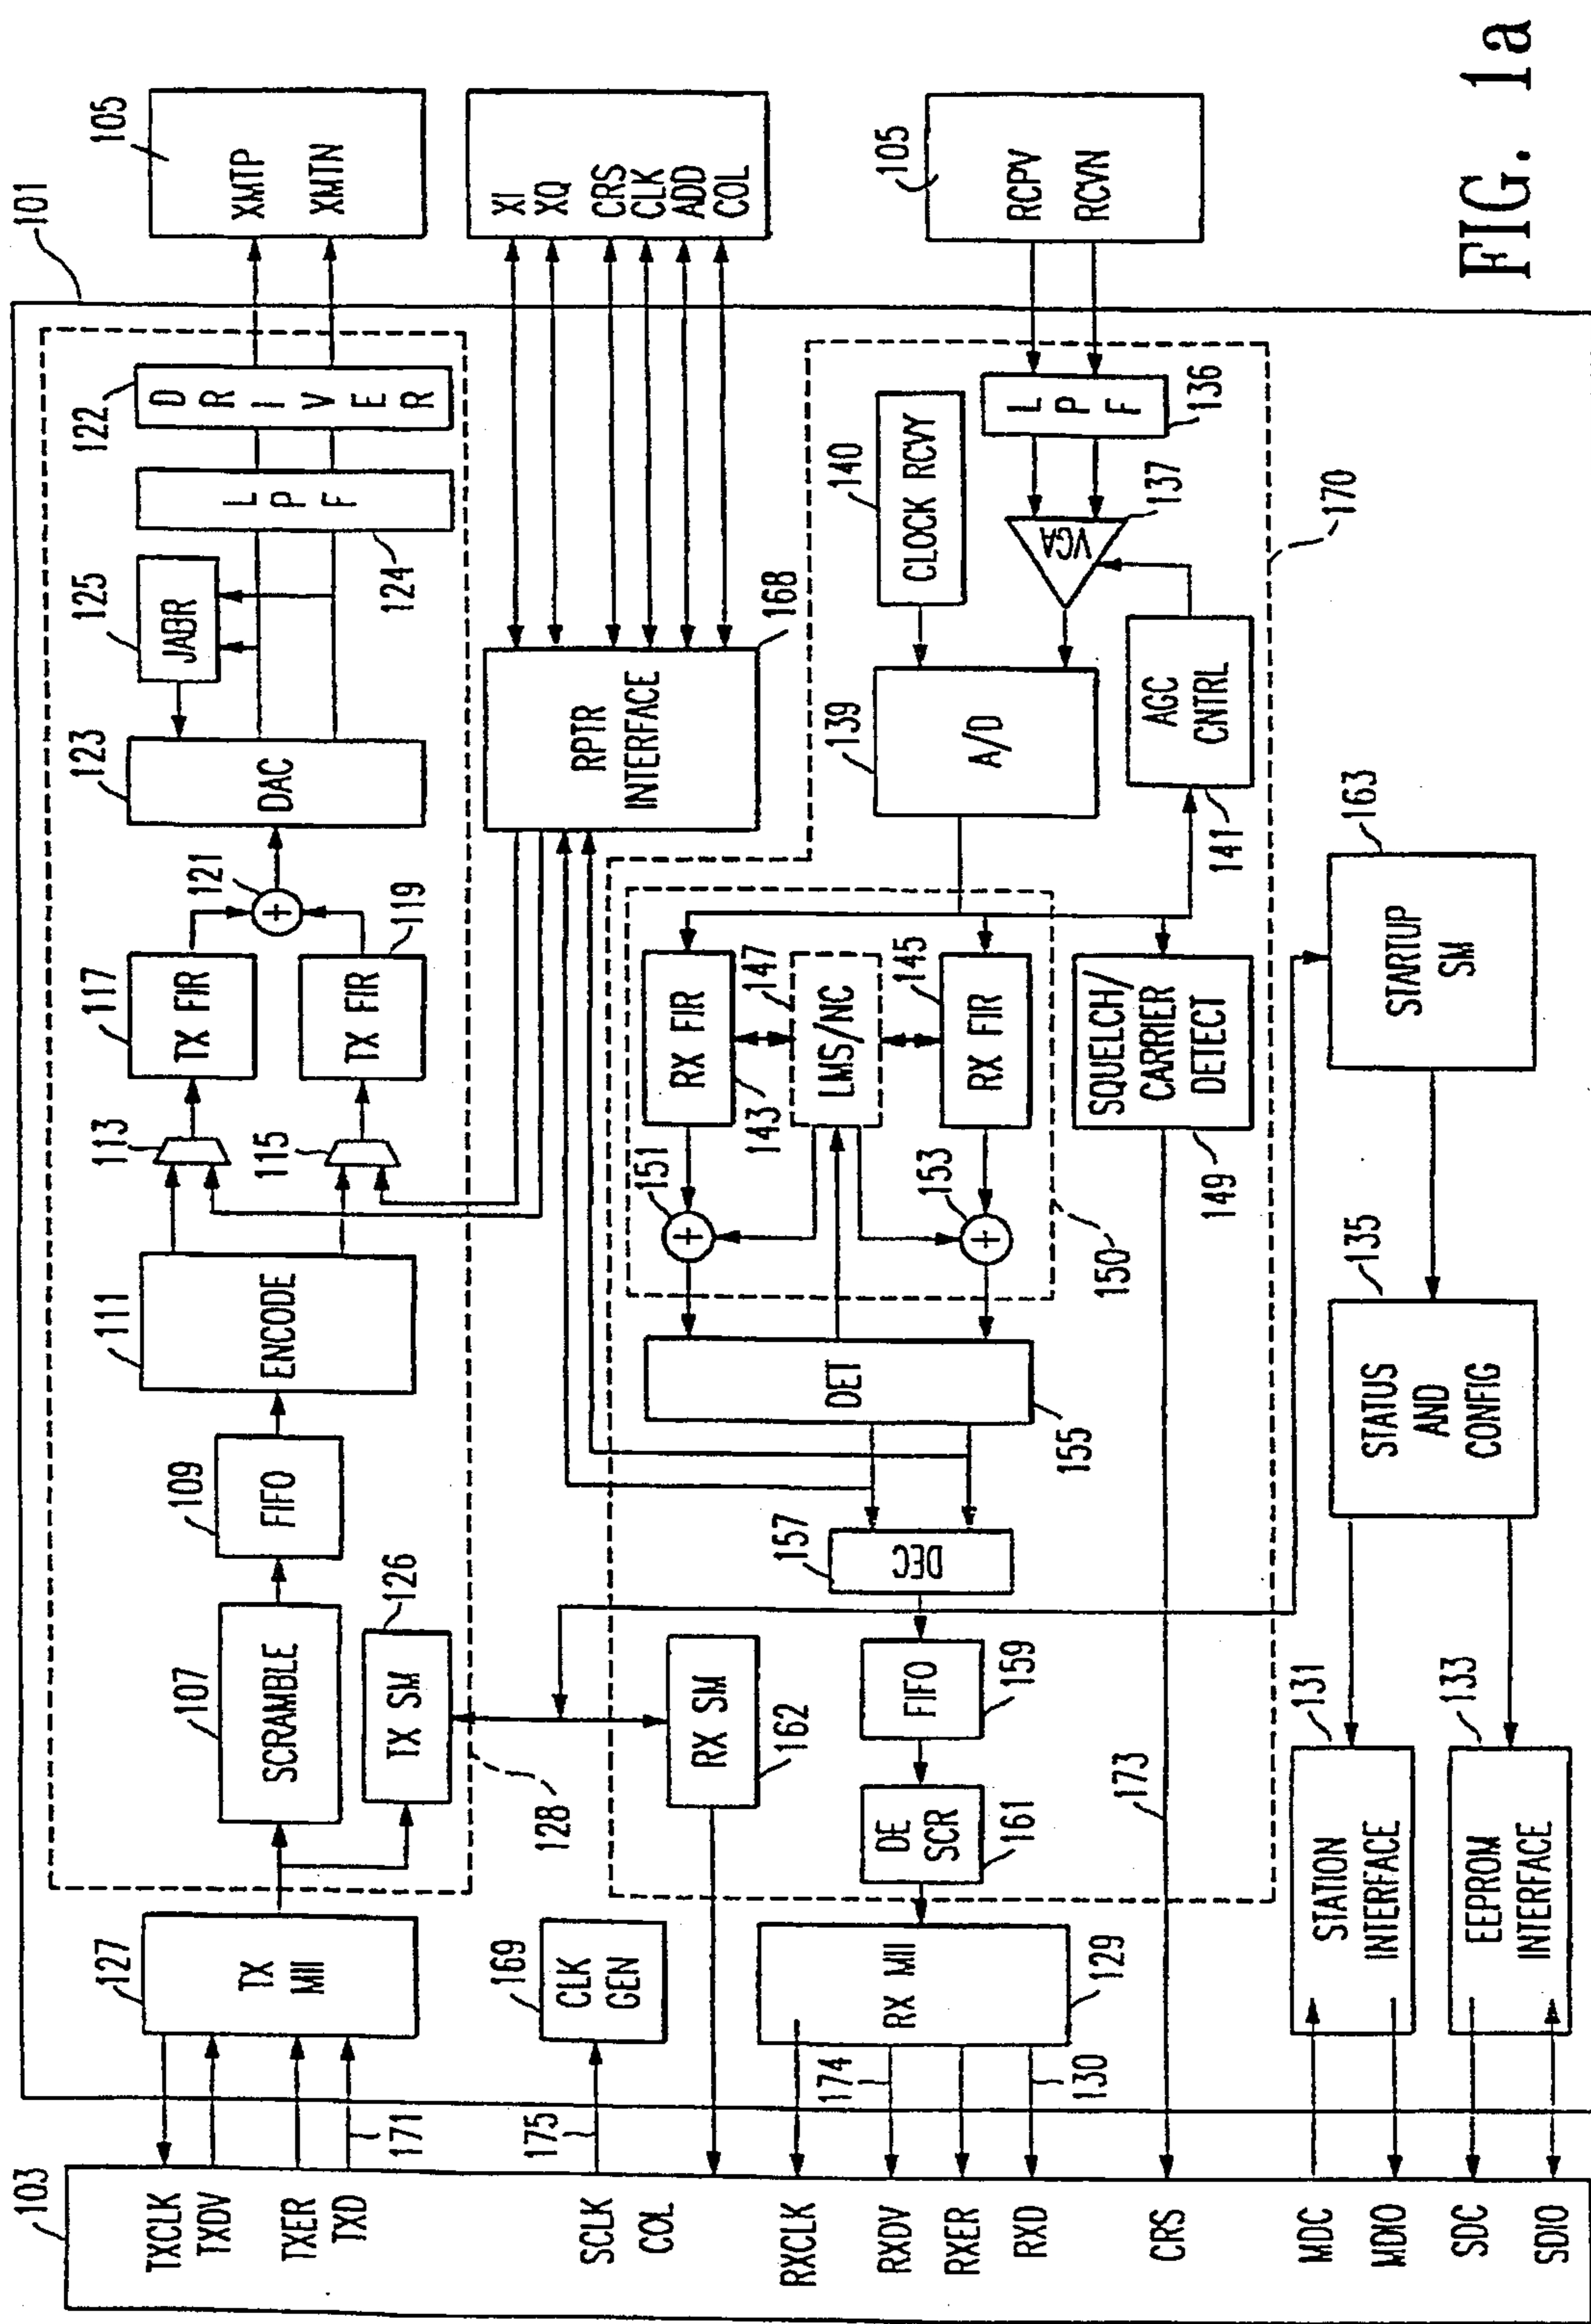 103
TXCLK
TXDV
TXER
TXD
SCLK
COL
RXCLK
RXDV
RXER
RXD
CRS
MDC
MDIO
SDC
SDIO
171
175
174
130
173
101
127
TX
MII
169
CLK
GEN
RX MII
129
131
STATION
INTERFACE
133
EEPROM
INTERFACE
128
107
SCRAMBLE
126
TX SM
109
FIFO
111
ENCODE
113
115
117
TX FIR
119
TX FIR
121
123
DAC
125
JABR
124
L
P
F
122
D
R
I
V
E
R
105
XMTP
XMTN
XI
XQ
CRS
CLK
ADD
COL
168
RPTR
INTERFACE
105
RCPV
RCVN
170
RX SM
162
DE
SCR
161
FIFO
159
157
DEC
DET
155
150
151
153
RX FIR
143
147
LMS/NC
145
RX FIR
SQUELCH/
CARRIER
DETECT
149
139
A/D
140
CLOCK RCVY
AGC
CNTRL
141
VGA
137
L
P
F
136
135
STATUS
AND
CONFIG
163
STARTUP
SM
FIG. 1a